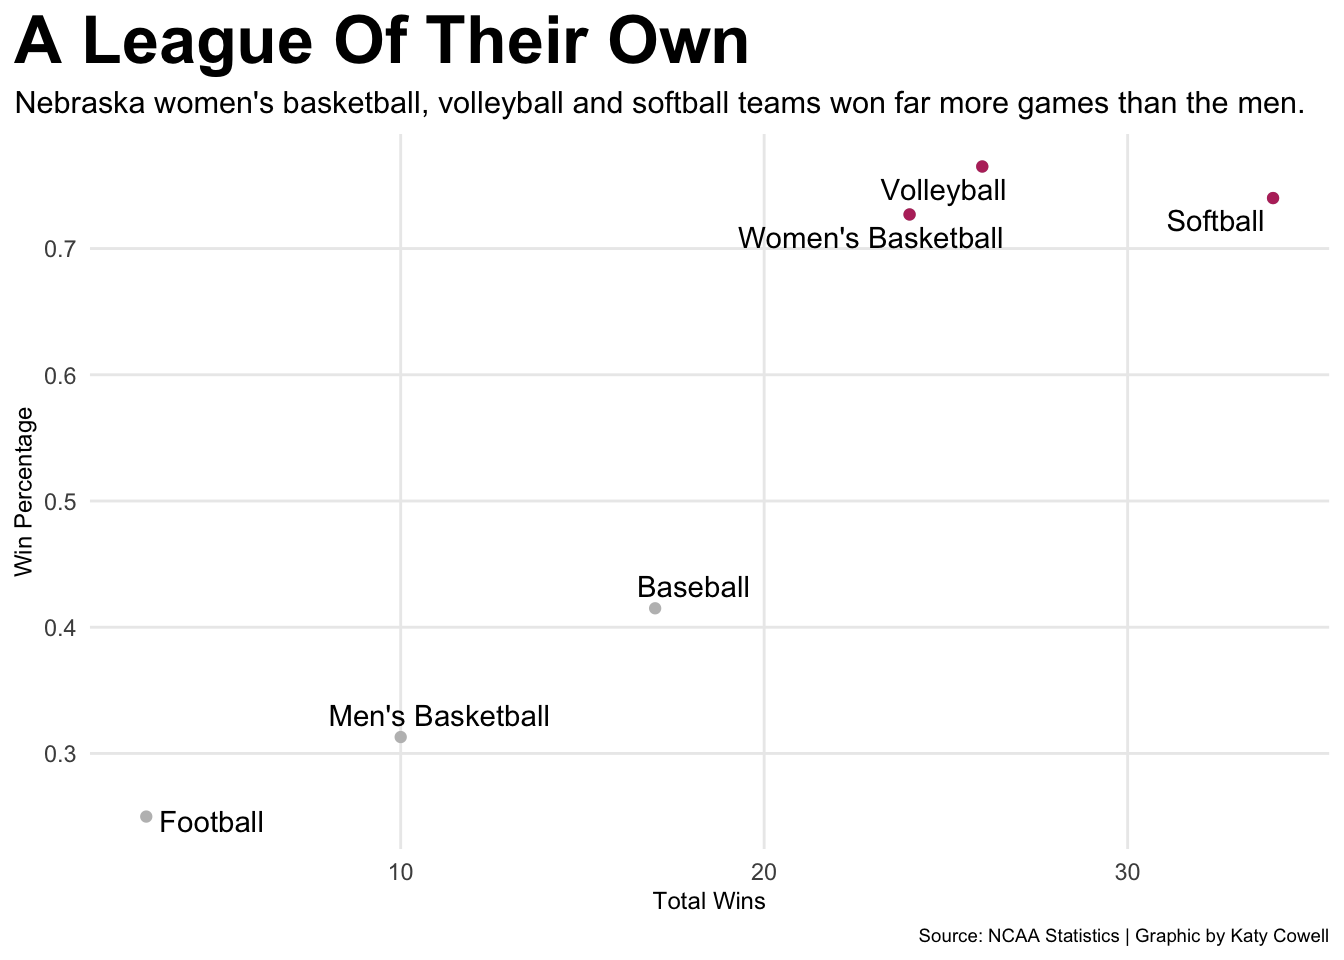 A League Of Their Own
Nebraska women's basketball, volleyball and softball teams won far more games than the men.
Volleyball
Softball
Women's Basketball
0.7
0.6
Win Percentage
0.5
Baseball
0.4
Men's Basketball
0.3
Football
10 20 30
Total Wins
Source: NCAA Statistics | Graphic by Katy Cowell